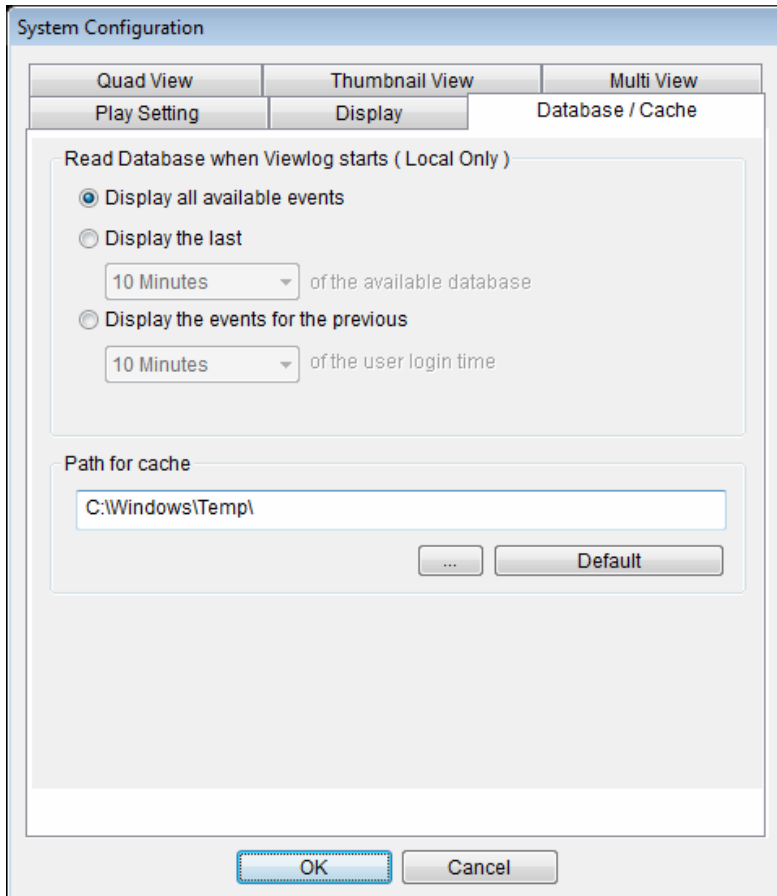 System Configuration
Quad View
Thumbnail View
Multi View
Play Setting
Display
Database / Cache
Read Database when Viewlog starts ( Local Only )
Display all available events
Display the last
10 Minutes of the available database
Display the events for the previous
10 Minutes of the user login time
Path for cache
C:\Windows\Temp\
... Default
OK Cancel